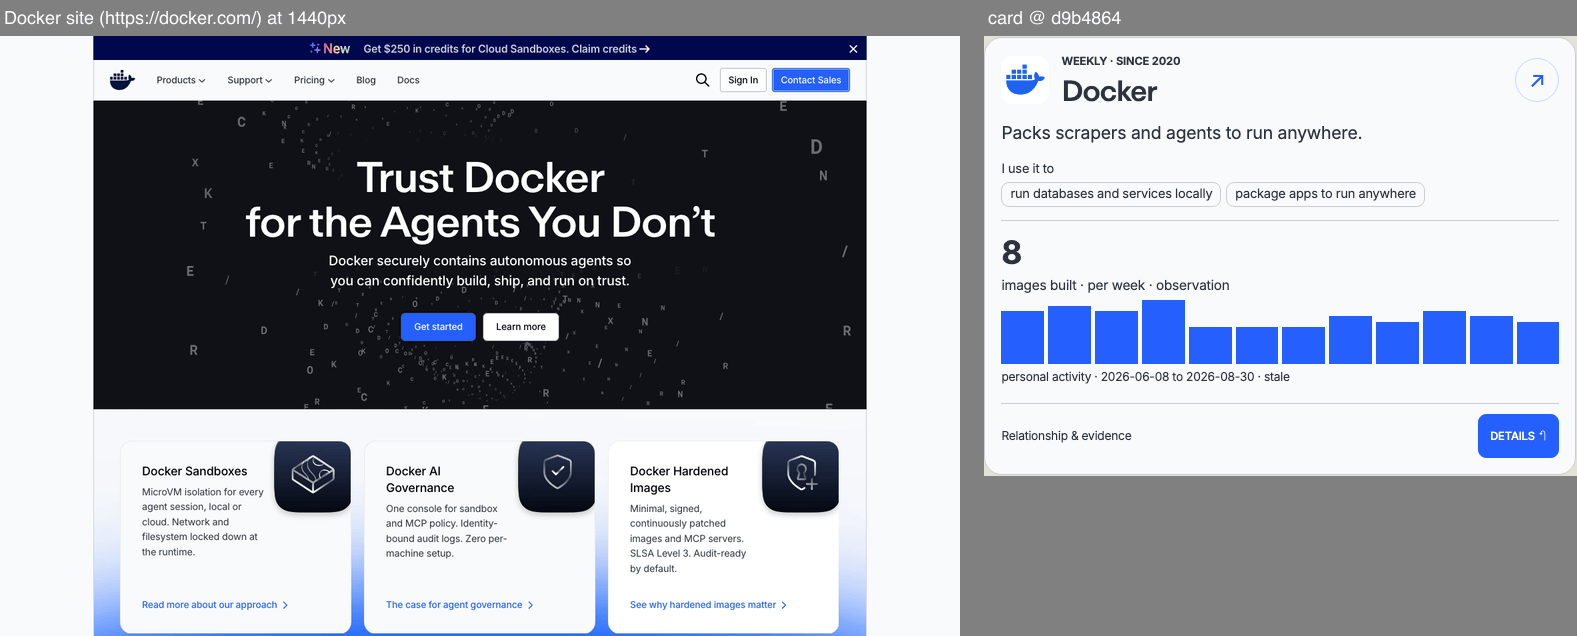 Docker site (https://docker.com/) at 1440px
New Get $250 in credits for Cloud Sandboxes. Claim credits →
Products Support Pricing Blog Docs
Sign In Contact Sales
Trust Docker
for the Agents You Don't
Docker securely contains autonomous agents so
you can confidently build, ship, and run on trust.
Get started Learn more
Docker Sandboxes
MicroVM isolation for every
agent session, local or
cloud. Network and
filesystem locked down at
the runtime.
Read more about our approach
Docker AI
Governance
One console for sandbox
and MCP policy. Identity-
bound audit logs. Zero per-
machine setup.
The case for agent governance
Docker Hardened
Images
Minimal, signed,
continuously patched
images and MCP servers.
SLSA Level 3. Audit-ready
by default.
See why hardened images matter
card @ d9b4864
WEEKLY · SINCE 2020
Docker
Packs scrapers and agents to run anywhere.
I use it to
run databases and services locally package apps to run anywhere
8
images built · per week · observation
personal activity · 2026-06-08 to 2026-08-30 · stale
Relationship & evidence
DETAILS